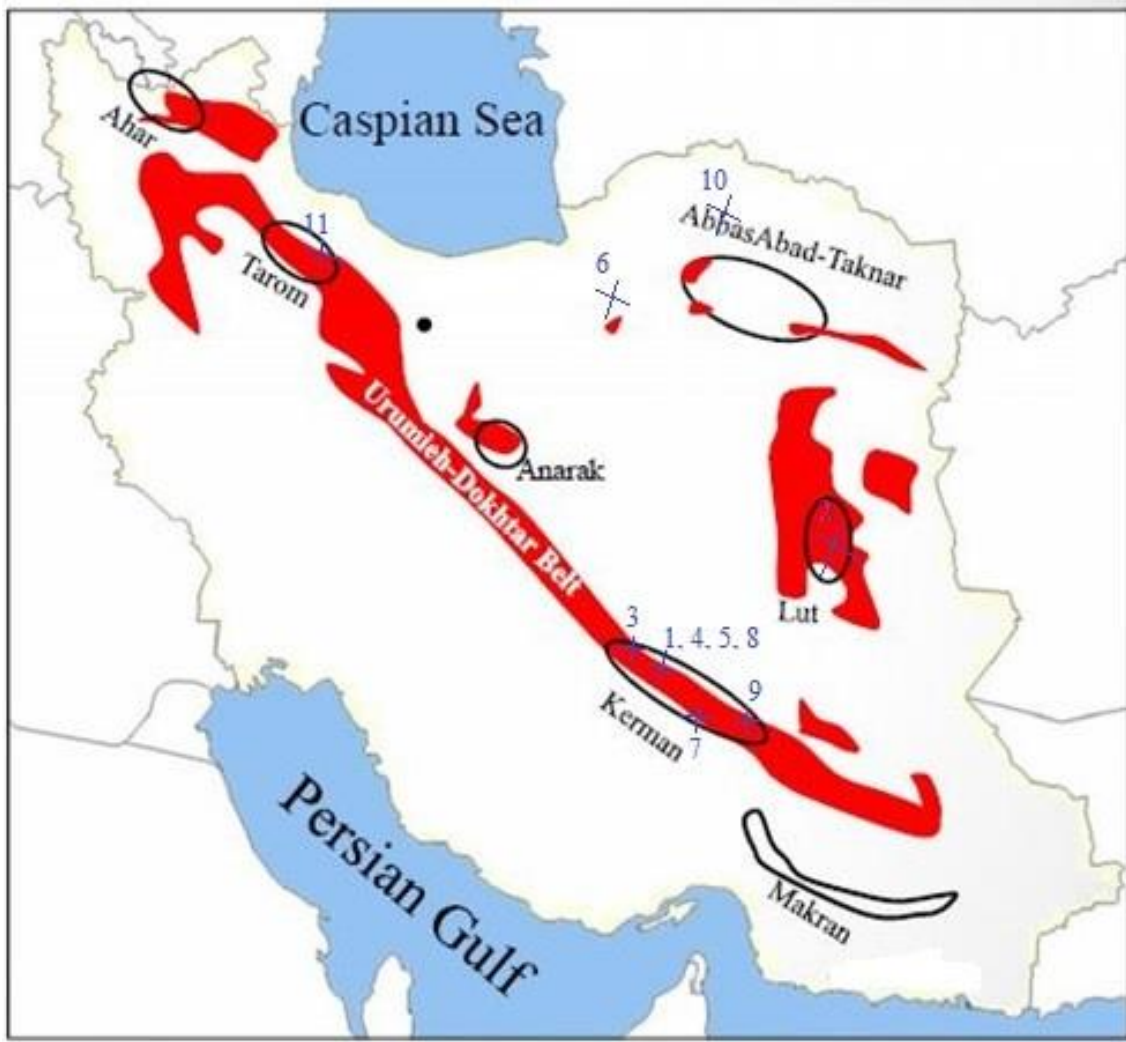 Caspian Sea
Ahar
10
AbbasAbad-Taknar
11
6
Tarom
Urumieh-Dokhtar Belt
Anarak
Lut
3
1, 4, 5, 8
9
Kerman
7
Persian Gulf
Makran